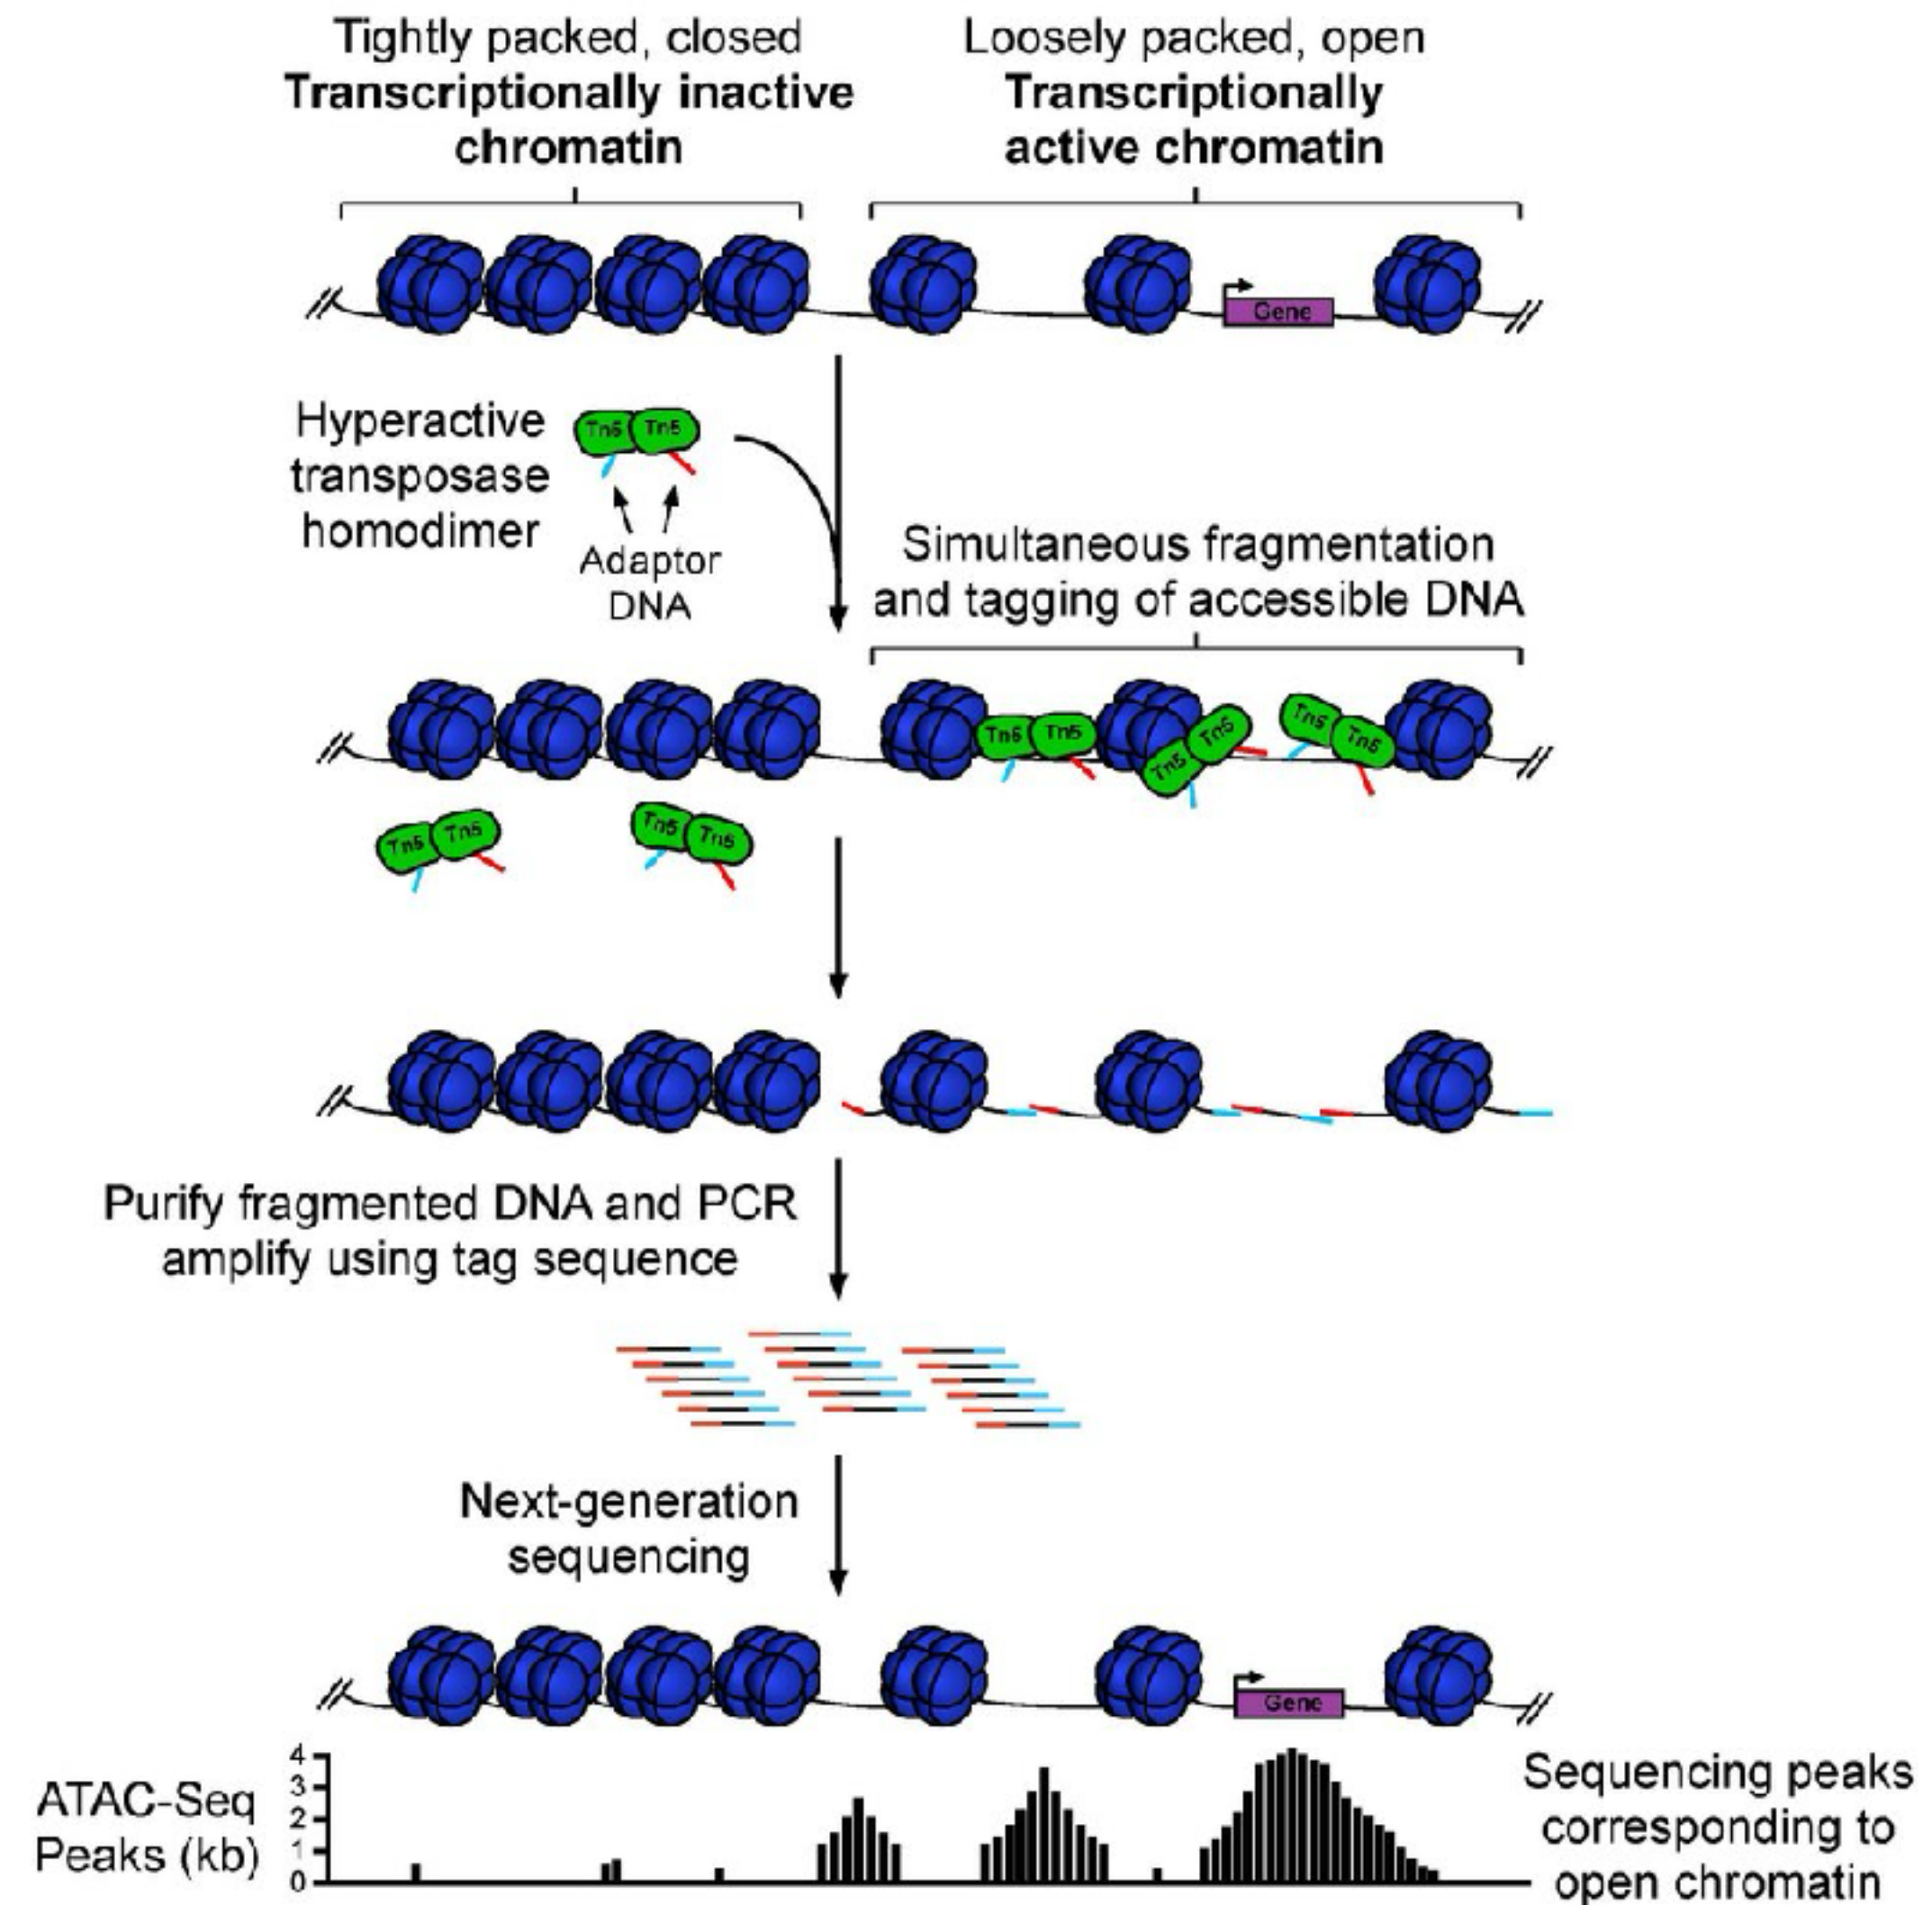 Tightly packed, closed
Transcriptionally inactive
chromatin
Loosely packed, open
Transcriptionally
active chromatin
Gene
Hyperactive
transposase
homodimer
Tn5 Tn5
Adaptor
DNA
Simultaneous fragmentation
and tagging of accessible DNA
Tn5 Tn5
Tn5 Tn5
Tn5 Tn5
Tn5 Tn5
Tn5 Tn5
Purify fragmented DNA and PCR
amplify using tag sequence
Next-generation
sequencing
Gene
ATAC-Seq
Peaks (kb)
4
3
2
1
0
Sequencing peaks
corresponding to
open chromatin